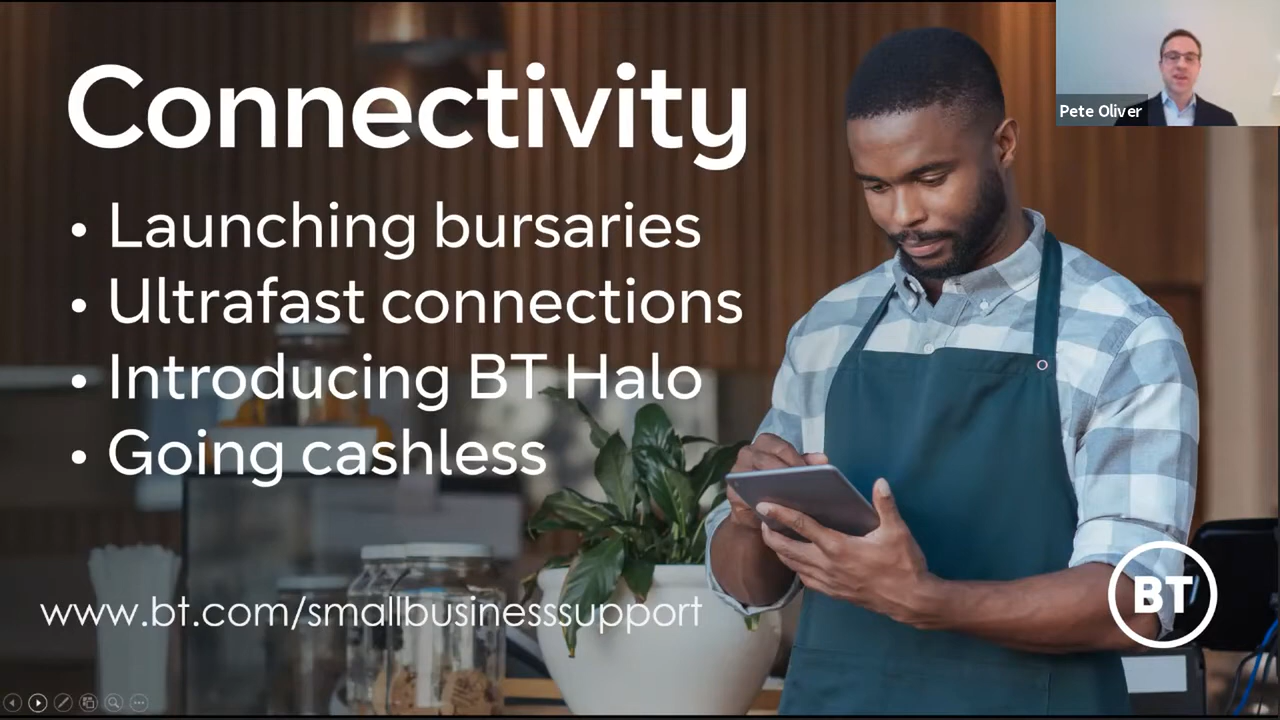 Connectivity
• Launching bursaries
• Ultrafast connections
• Introducing BT Halo
• Going cashless
www.bt.com/smallbusinesssupport
BT
Pete Oliver